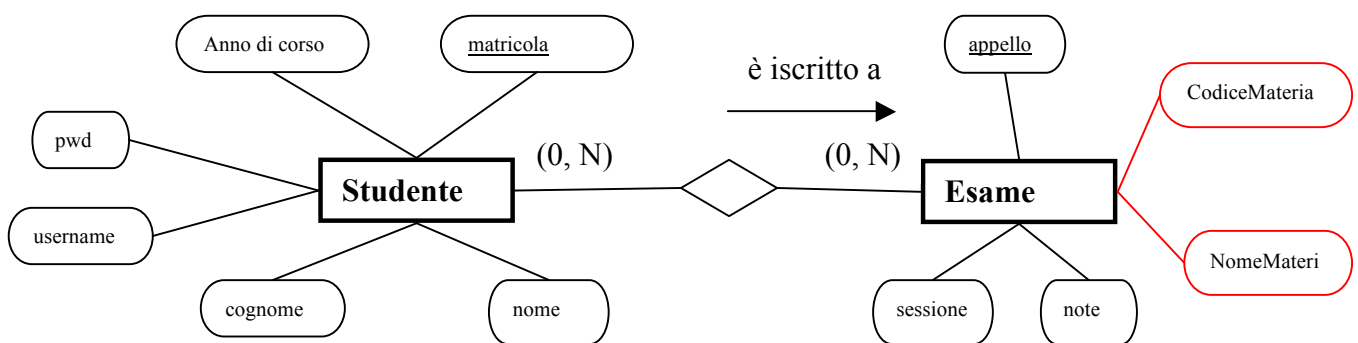 Anno di corso
matricola
appello
è iscritto a
CodiceMateria
pwd
(0, N)
(0, N)
Studente
Esame
username
NomeMateri
cognome
nome
sessione
note